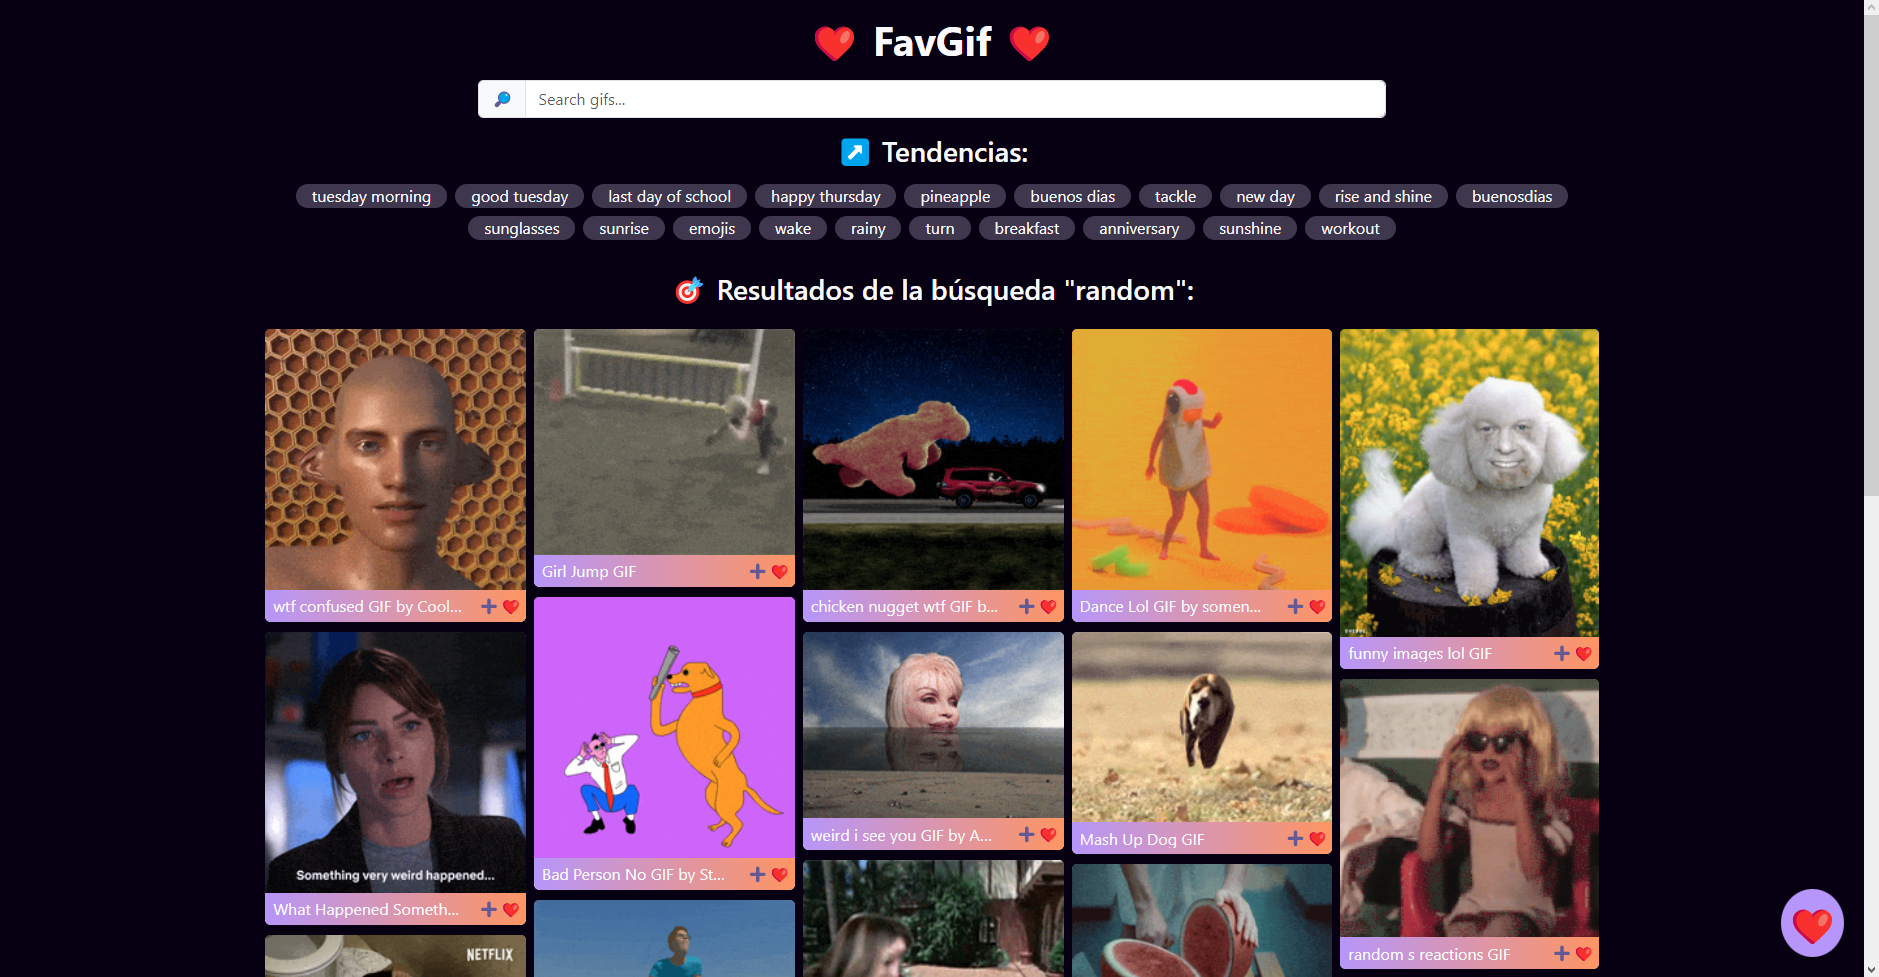 FavGif
Search gifs...
Tendencias:
tuesday morning good tuesday last day of school happy thursday pineapple buenos dias tackle new day rise and shine buenosdias
sunglasses sunrise emojis wake rainy turn breakfast anniversary sunshine workout
Resultados de la búsqueda "random":
wtf confused GIF by Cool...
Girl Jump GIF
chicken nugget wtf GIF b...
Dance Lol GIF by somen...
funny images lol GIF
Something very weird happened...
What Happened Someth...
Bad Person No GIF by St...
weird i see you GIF by A...
Mash Up Dog GIF
random s reactions GIF
NETFLIX